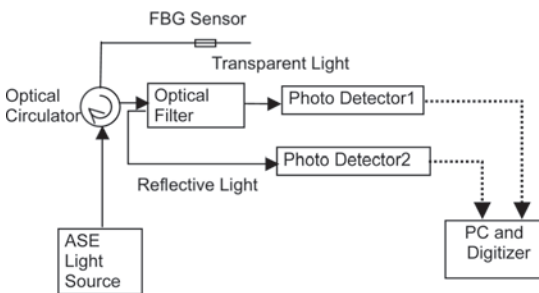 FBG Sensor
Transparent Light
Optical
Circulator
Optical
Filter
Photo Detector1
Photo Detector2
Reflective Light
ASE
Light
Source
PC and
Digitizer